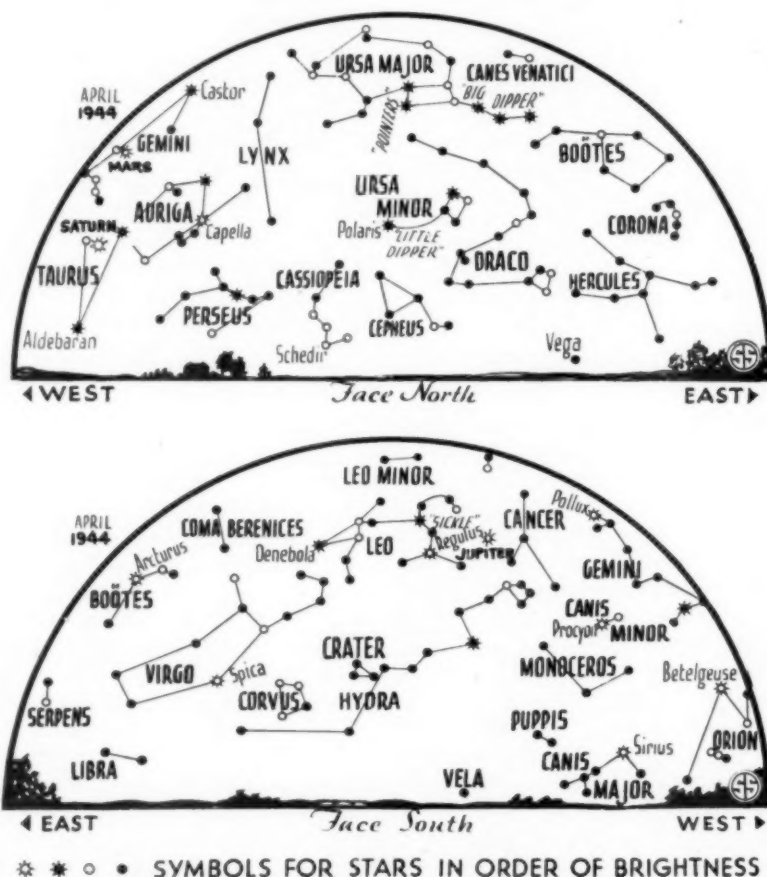 URSA MAJOR
CANES VENATICI
"BIG DIPPER"
"POINTERS"
APRIL
1944
Castor
GEMINI
MARS
LYNX
BOÖTES
AURIGA
Capella
URSA
MINOR
Polaris
"LITTLE
DIPPER"
CORONA
SATURN
TAURUS
Aldebaran
PERSEUS
CASSIOPEIA
Schedir
CEPHEUS
DRACO
HERCULES
Vega
SS
WEST
Face North
EAST
LEO MINOR
APRIL
1944
COMA BERENICES
Denebola
LEO
"SICKLE"
Regulus
JUPITER
CANCER
Pollux
GEMINI
Arcturus
BOÖTES
CANIS
MINOR
Procyon
VIRGO
Spica
CRATER
HYDRA
CORVUS
MONOCEROS
Betelgeuse
SERPENS
LIBRA
PUPPIS
VELA
CANIS
MAJOR
Sirius
ORION
SS
EAST
Face South
WEST
SYMBOLS FOR STARS IN ORDER OF BRIGHTNESS